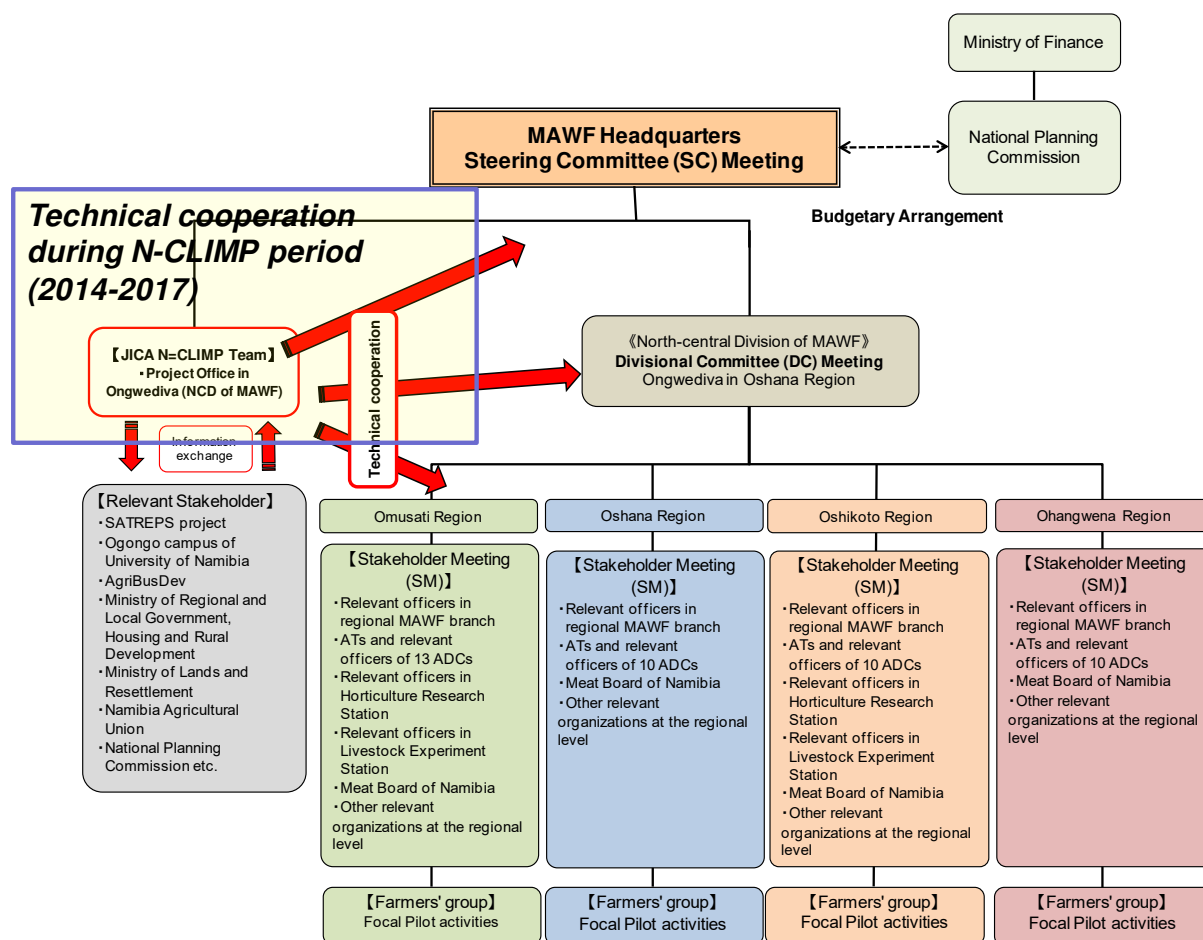 Ministry of Finance
National Planning
Commission
MAWF Headquarters
Steering Committee (SC) Meeting
Budgetary Arrangement
Technical cooperation
during N-CLIMP period
(2014-2017)
【JICA N=CLIMP Team】
・Project Office in
Ongwediva (NCD of MAWF)
Technical cooperation
《North-central Division of MAWF》
Divisional Committee (DC) Meeting
Ongwediva in Oshana Region
Information
exchange
【Relevant Stakeholder】
・SATREPS project
・Ogongo campus of
University of Namibia
・AgriBusDev
・Ministry of Regional and
Local Government,
Housing and Rural
Development
・Ministry of Lands and
Resettlement
・Namibia Agricultural
Union
・National Planning
Commission etc.
Omusati Region
【Stakeholder Meeting
(SM)】
・Relevant officers in
regional MAWF branch
・ATs and relevant
officers of 13 ADCs
・Relevant officers in
Horticulture Research
Station
・Relevant officers in
Livestock Experiment
Station
・Meat Board of Namibia
・Other relevant
organizations at the regional
level
【Farmers' group】
Focal Pilot activities
Oshana Region
【Stakeholder Meeting
(SM)】
・Relevant officers in
regional MAWF branch
・ATs and relevant
officers of 10 ADCs
・Meat Board of Namibia
・Other relevant
organizations at the regional
level
【Farmers' group】
Focal Pilot activities
Oshikoto Region
【Stakeholder Meeting
(SM)】
・Relevant officers in
regional MAWF branch
・ATs and relevant
officers of 10 ADCs
・Relevant officers in
Horticulture Research
Station
・Relevant officers in
Livestock Experiment
Station
・Meat Board of Namibia
・Other relevant
organizations at the regional
level
【Farmers' group】
Focal Pilot activities
Ohangwena Region
【Stakeholder Meeting
(SM)】
・Relevant officers in
regional MAWF branch
・ATs and relevant
officers of 10 ADCs
・Meat Board of Namibia
・Other relevant
organizations at the regional
level
【Farmers' group】
Focal Pilot activities